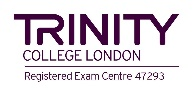 TRINITY
COLLEGE LONDON
Registered Exam Centre 47293